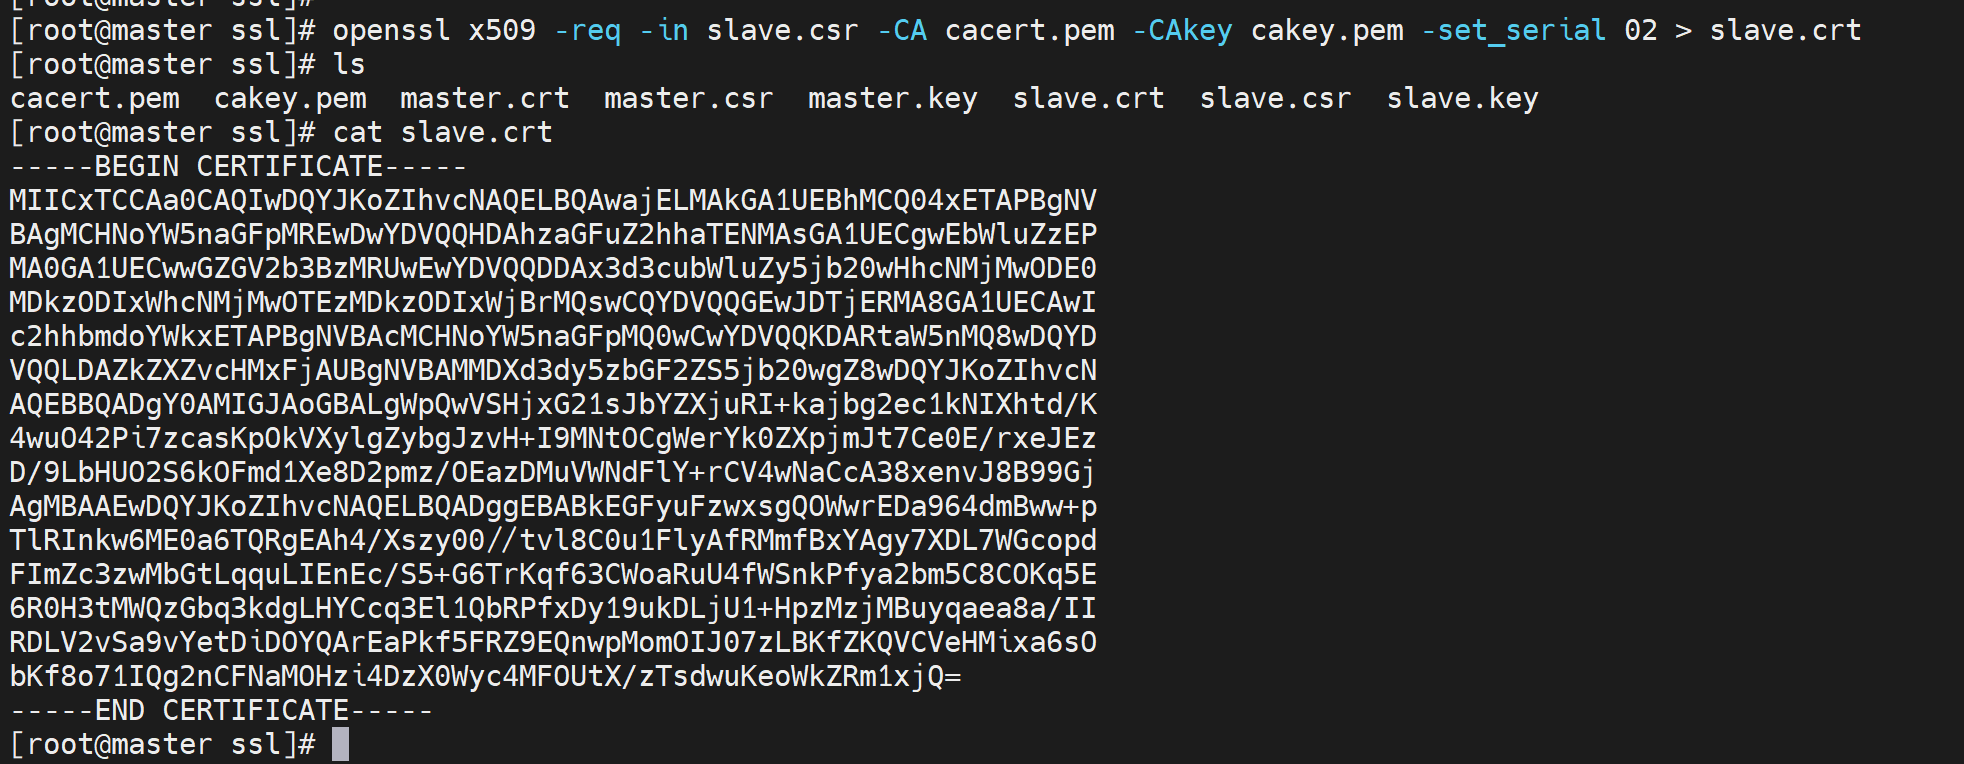 [root@master ssl]#
[root@master ssl]# openssl x509 -req -in slave.csr -CA cacert.pem -CAkey cakey.pem -set_serial 02 > slave.crt
[root@master ssl]# ls
cacert.pem  cakey.pem  master.crt  master.csr  master.key  slave.crt  slave.csr  slave.key
[root@master ssl]# cat slave.crt
-----BEGIN CERTIFICATE-----
MIICxTCCAa0CAQIwDQYJKoZIhvcNAQELBQAwajELMAkGA1UEBhMCQ04xETAPBgNV
BAgMCHNoYW5naGFpMREwDwYDVQQHDAhzaGFuZ2hhaTENMAsGA1UECgwEbWluZzEP
MA0GA1UECwwGZGV2b3BzMRUwEwYDVQQDDAx3d3cubWluZy5jb20wHhcNMjMwODE0
MDkzODIxWhcNMjMwOTEzMDkzODIxWjBrMQswCQYDVQQGEwJDTjERMA8GA1UECAwI
c2hhbmdoYWkxETAPBgNVBAcMCHNoYW5naGFpMQ0wCwYDVQQKDARtaW5nMQ8wDQYD
VQQLDAZkZXZvcHMxFjAUBgNVBAMMDXd3dy5zbGF2ZS5jb20wgZ8wDQYJKoZIhvcN
AQEBBQADgY0AMIGJAoGBALgWpQwVSHjxG21sJbYZXjuRI+kajbg2ec1kNIXhtd/K
4wuO42Pi7zcasKpOkVXylgZybgJzvH+I9MNtOCgWerYk0ZXpjmJt7Ce0E/rxeJEz
D/9LbHUO2S6kOFmd1Xe8D2pmz/OEazDMuVWNdFlY+rCV4wNaCcA38xenvJ8B99Gj
AgMBAAEwDQYJKoZIhvcNAQELBQADggEBABkEGFyuFzwxsgQOWwrEDa964dmBww+p
TlRInkw6ME0a6TQRgEAh4/Xszy00//tvl8C0u1FlyAfRMmfBxYAgy7XDL7WGcopd
FImZc3zwMbGtLqquLIEnEc/S5+G6TrKqf63CWoaRuU4fWSnkPfya2bm5C8COKq5E
6R0H3tMWQzGbq3kdgLHYCcq3El1QbRPfxDy19ukDLjU1+HpzMzjMBuyqaea8a/II
RDLV2vSa9vYetDiDOYQArEaPkf5FRZ9EQnwpMomOIJ07zLBKfZKQVCVeHMixa6sO
bKf8o71IQg2nCFNaMOHzi4DzX0Wyc4MFOUtX/zTsdwuKeoWkZRm1xjQ=
-----END CERTIFICATE-----
[root@master ssl]#